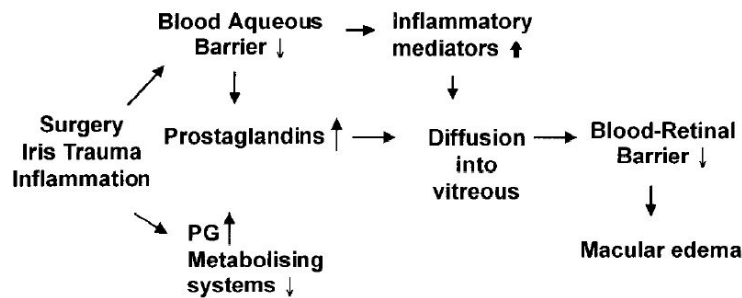 Blood Aqueous
Barrier ↓
Inflammatory
mediators ↑
Surgery
Iris Trauma
Inflammation
Prostaglandins ↑
Diffusion
into
vitreous
Blood-Retinal
Barrier ↓
PG ↑
Metabolising
systems ↓
Macular edema